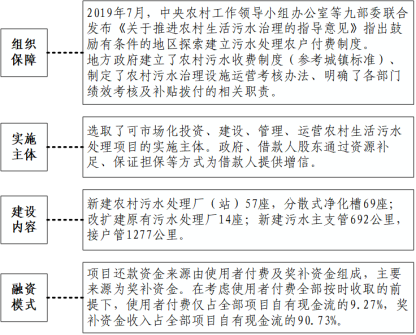 组织
保障
2019年7月，中央农村工作领导小组办公室等九部委联合
发布《关于推进农村生活污水治理的指导意见》指出鼓
励有条件的地区探索建立污水处理农户付费制度。
地方政府建立了农村污水收费制度（参考城镇标准）、
制定了农村污水治理设施运营考核办法、明确了各部门
绩效考核及补贴拨付的相关职责。
实施
主体
选取了可市场化投资、建设、管理、运营农村生活污水
处理项目的实施主体。政府、借款人股东通过资源补
足、保证担保等方式为借款人提供增信。
建设
内容
新建农村污水处理厂（站）57座，分散式净化槽69座；
改扩建原有污水处理厂14座；新建污水主支管692公里，
接户管1277公里。
融资
模式
项目还款资金来源由使用者付费及奖补资金组成，主要
来源为奖补资金。在考虑使用者付费全部按时收取的前
提下，使用者付费仅占全部项目自有现金流的9.27%，奖
补资金收入占全部项目自有现金流的90.73%。